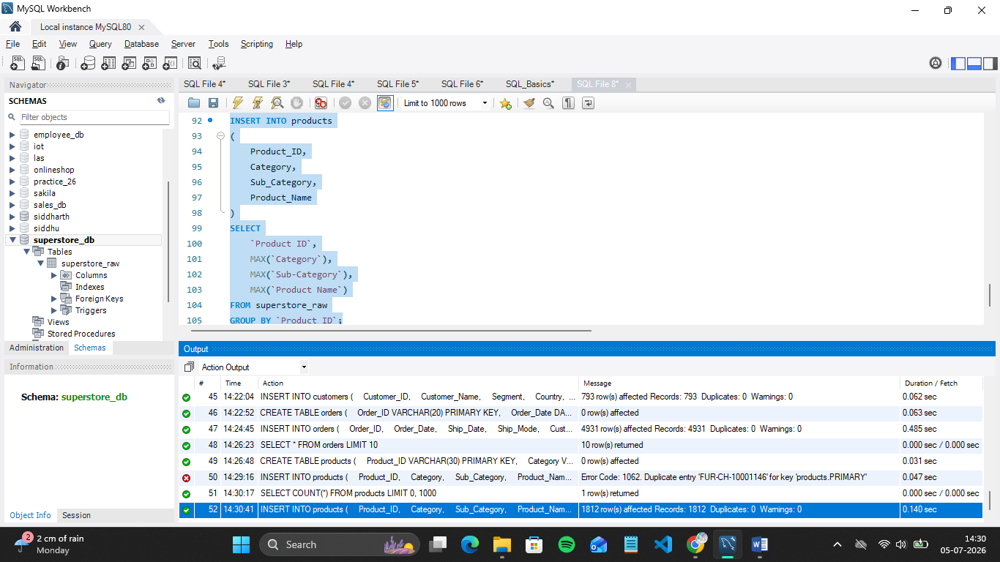 MySQL Workbench
Local instance MySQL80
File Edit View Query Database Server Tools Scripting Help
Navigator
SCHEMAS
Filter objects
employee_db
iot
las
onlineshop
practice_26
sakila
sales_db
siddharth
siddhu
superstore_db
Tables
superstore_raw
Columns
Indexes
Foreign Keys
Triggers
Views
Stored Procedures
Administration Schemas
Information
Schema: superstore_db
Object Info Session
SQL File 4* SQL File 3* SQL File 4* SQL File 5* SQL File 6* SQL_Basics* SQL File 8*
Limit to 1000 rows
92 INSERT INTO products
93 (
94 Product_ID,
95 Category,
96 Sub_Category,
97 Product_Name
98 )
99 SELECT
100 `Product ID`,
101 MAX(`Category`),
102 MAX(`Sub-Category`),
103 MAX(`Product Name`)
104 FROM superstore_raw
105 GROUP BY `Product ID`;
Output
Action Output
# Time Action Message Duration / Fetch
45 14:22:04 INSERT INTO customers ( Customer_ID, Customer_Name, Segment, Country, ... 793 row(s) affected Records: 793 Duplicates: 0 Warnings: 0 0.062 sec
46 14:22:52 CREATE TABLE orders ( Order_ID VARCHAR(20) PRIMARY KEY, Order_Date DA... 0 row(s) affected 0.063 sec
47 14:24:45 INSERT INTO orders ( Order_ID, Order_Date, Ship_Date, Ship_Mode, Cust... 4931 row(s) affected Records: 4931 Duplicates: 0 Warnings: 0 0.485 sec
48 14:26:23 SELECT * FROM orders LIMIT 10 10 row(s) returned 0.000 sec / 0.000 sec
49 14:26:48 CREATE TABLE products ( Product_ID VARCHAR(30) PRIMARY KEY, Category V... 0 row(s) affected 0.031 sec
50 14:29:16 INSERT INTO products ( Product_ID, Category, Sub_Category, Product_Nam... Error Code: 1062. Duplicate entry 'FUR-CH-10001146' for key 'products.PRIMARY' 0.047 sec
51 14:30:17 SELECT COUNT(*) FROM products LIMIT 0, 1000 1 row(s) returned 0.000 sec / 0.000 sec
52 14:30:41 INSERT INTO products ( Product_ID, Category, Sub_Category, Product_Nam... 1812 row(s) affected Records: 1812 Duplicates: 0 Warnings: 0 0.140 sec
2
2 cm of rain
Monday
Search
14:30
05-07-2026